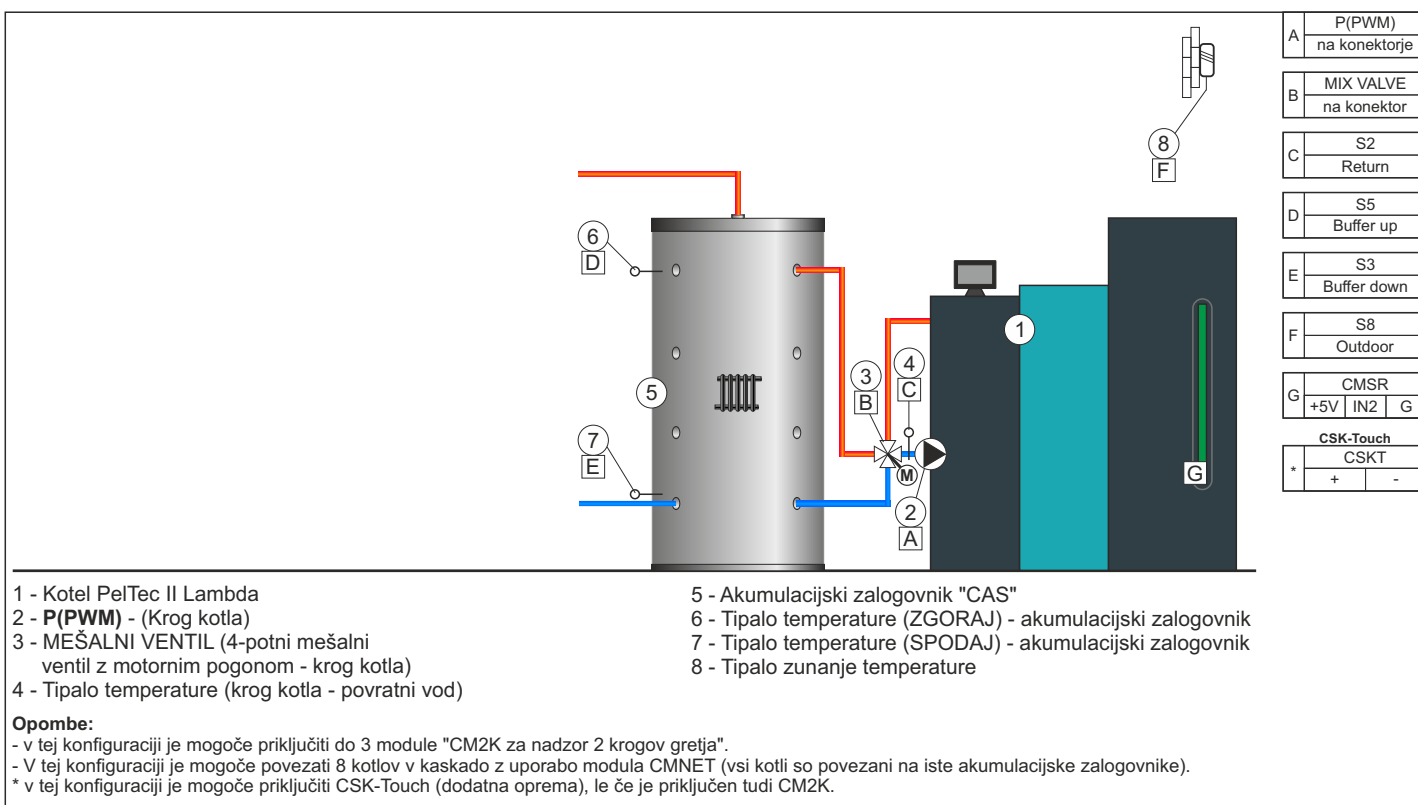 8
F
6
D
1
3
B
4
C
5
7
E
M
G
2
A
A
P(PWM)
na konektorje
B
MIX VALVE
na konektor
C
S2
Return
D
S5
Buffer up
E
S3
Buffer down
F
S8
Outdoor
G
CMSR
+5V IN2 G
CSK-Touch
*
CSKT
+ -
1 - Kotel PelTec II Lambda
2 - P(PWM) - (Krog kotla)
3 - MEŠALNI VENTIL (4-potni mešalni
ventil z motornim pogonom - krog kotla)
4 - Tipalo temperature (krog kotla - povratni vod)
5 - Akumulacijski zalogovnik "CAS"
6 - Tipalo temperature (ZGORAJ) - akumulacijski zalogovnik
7 - Tipalo temperature (SPODAJ) - akumulacijski zalogovnik
8 - Tipalo zunanje temperature
Opombe:
- v tej konfiguraciji je mogoče priključiti do 3 module "CM2K za nadzor 2 krogov gretja".
- V tej konfiguraciji je mogoče povezati 8 kotlov v kaskado z uporabo modula CMNET (vsi kotli so povezani na iste akumulacijske zalogovnike).
* v tej konfiguraciji je mogoče priključiti CSK-Touch (dodatna oprema), le če je priključen tudi CM2K.